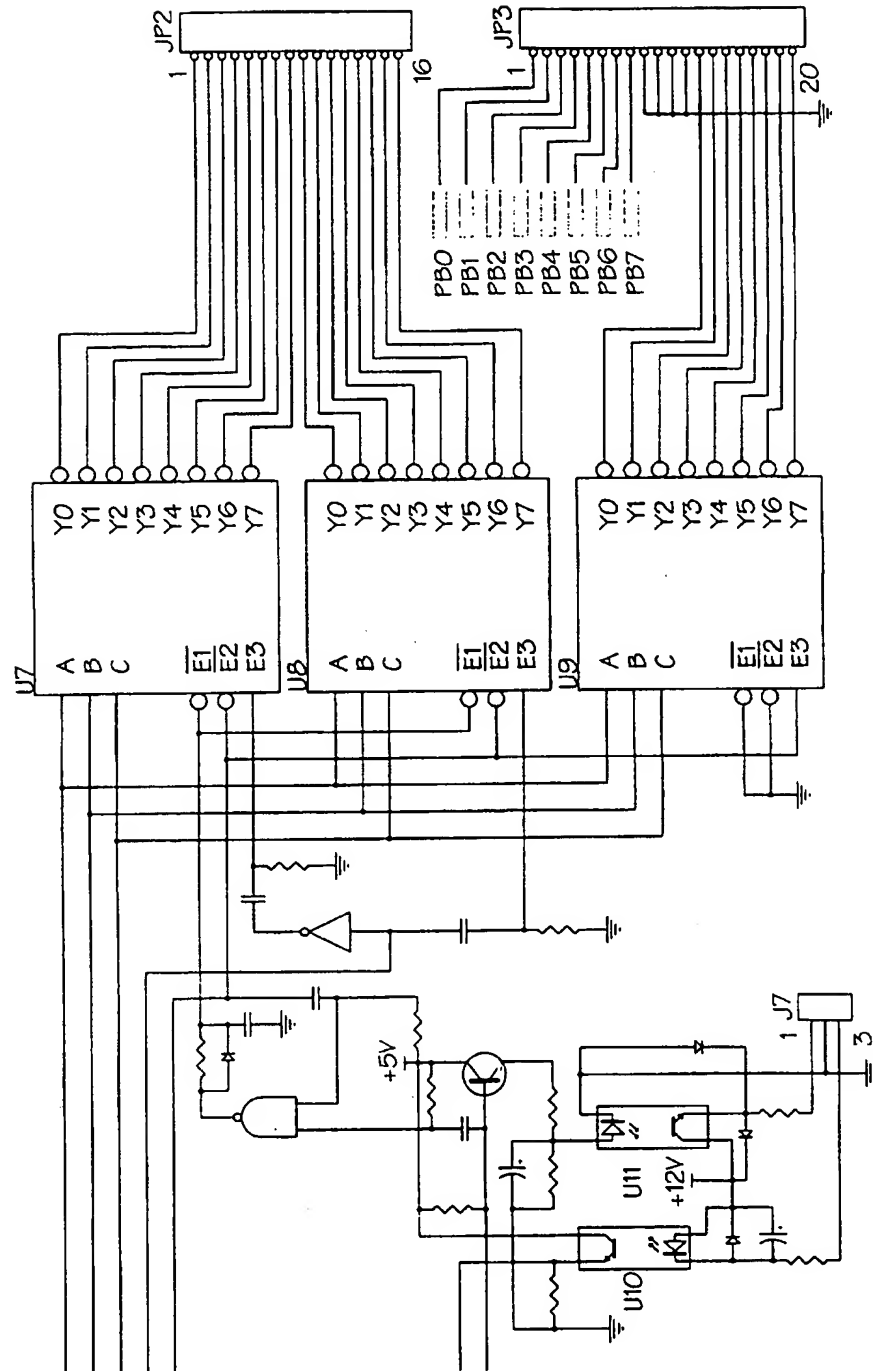 JP2
1
16
JP3
1
20
PB0
PB1
PB2
PB3
PB4
PB5
PB6
PB7
U7
A
B
C
E1
E2
E3
Y0
Y1
Y2
Y3
Y4
Y5
Y6
Y7
U8
A
B
C
E1
E2
E3
Y0
Y1
Y2
Y3
Y4
Y5
Y6
Y7
U9
A
B
C
E1
E2
E3
Y0
Y1
Y2
Y3
Y4
Y5
Y6
Y7
+5V
J7
1
3
U11
+12V
U10